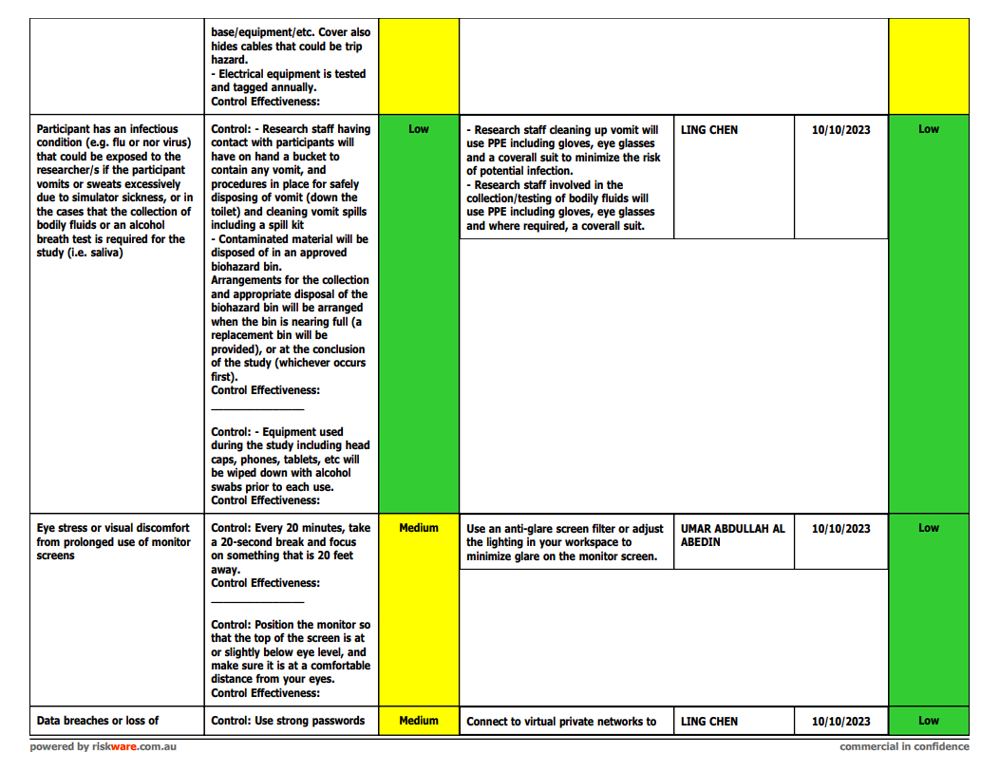 base/equipment/etc. Cover also
hides cables that could be trip
hazard.
- Electrical equipment is tested
and tagged annually.
Control Effectiveness:
Participant has an infectious
condition (e.g. flu or nor virus)
that could be exposed to the
researcher/s if the participant
vomits or sweats excessively
due to simulator sickness, or in
the cases that the collection of
bodily fluids or an alcohol
breath test is required for the
study (i.e. saliva)
Control: - Research staff having
contact with participants will
have on hand a bucket to
contain any vomit, and
procedures in place for safely
disposing of vomit (down the
toilet) and cleaning vomit spills
including a spill kit
- Contaminated material will be
disposed of in an approved
biohazard bin.
Arrangements for the collection
and appropriate disposal of the
biohazard bin will be arranged
when the bin is nearing full (a
replacement bin will be
provided), or at the conclusion
of the study (whichever occurs
first).
Control Effectiveness:
_______________
Control: - Equipment used
during the study including head
caps, phones, tablets, etc will
be wiped down with alcohol
swabs prior to each use.
Control Effectiveness:
Low
- Research staff cleaning up vomit will
use PPE including gloves, eye glasses
and a coverall suit to minimize the risk
of potential infection.
- Research staff involved in the
collection/testing of bodily fluids will
use PPE including gloves, eye glasses
and where required, a coverall suit.
LING CHEN
10/10/2023
Low
Eye stress or visual discomfort
from prolonged use of monitor
screens
Control: Every 20 minutes, take
a 20-second break and focus
on something that is 20 feet
away.
Control Effectiveness:
_______________
Control: Position the monitor so
that the top of the screen is at
or slightly below eye level, and
make sure it is at a comfortable
distance from your eyes.
Control Effectiveness:
Medium
Use an anti-glare screen filter or adjust
the lighting in your workspace to
minimize glare on the monitor screen.
UMAR ABDULLAH AL
ABEDIN
10/10/2023
Low
Data breaches or loss of
Control: Use strong passwords
Medium
Connect to virtual private networks to
LING CHEN
10/10/2023
Low
powered by riskware.com.au
commercial in confidence